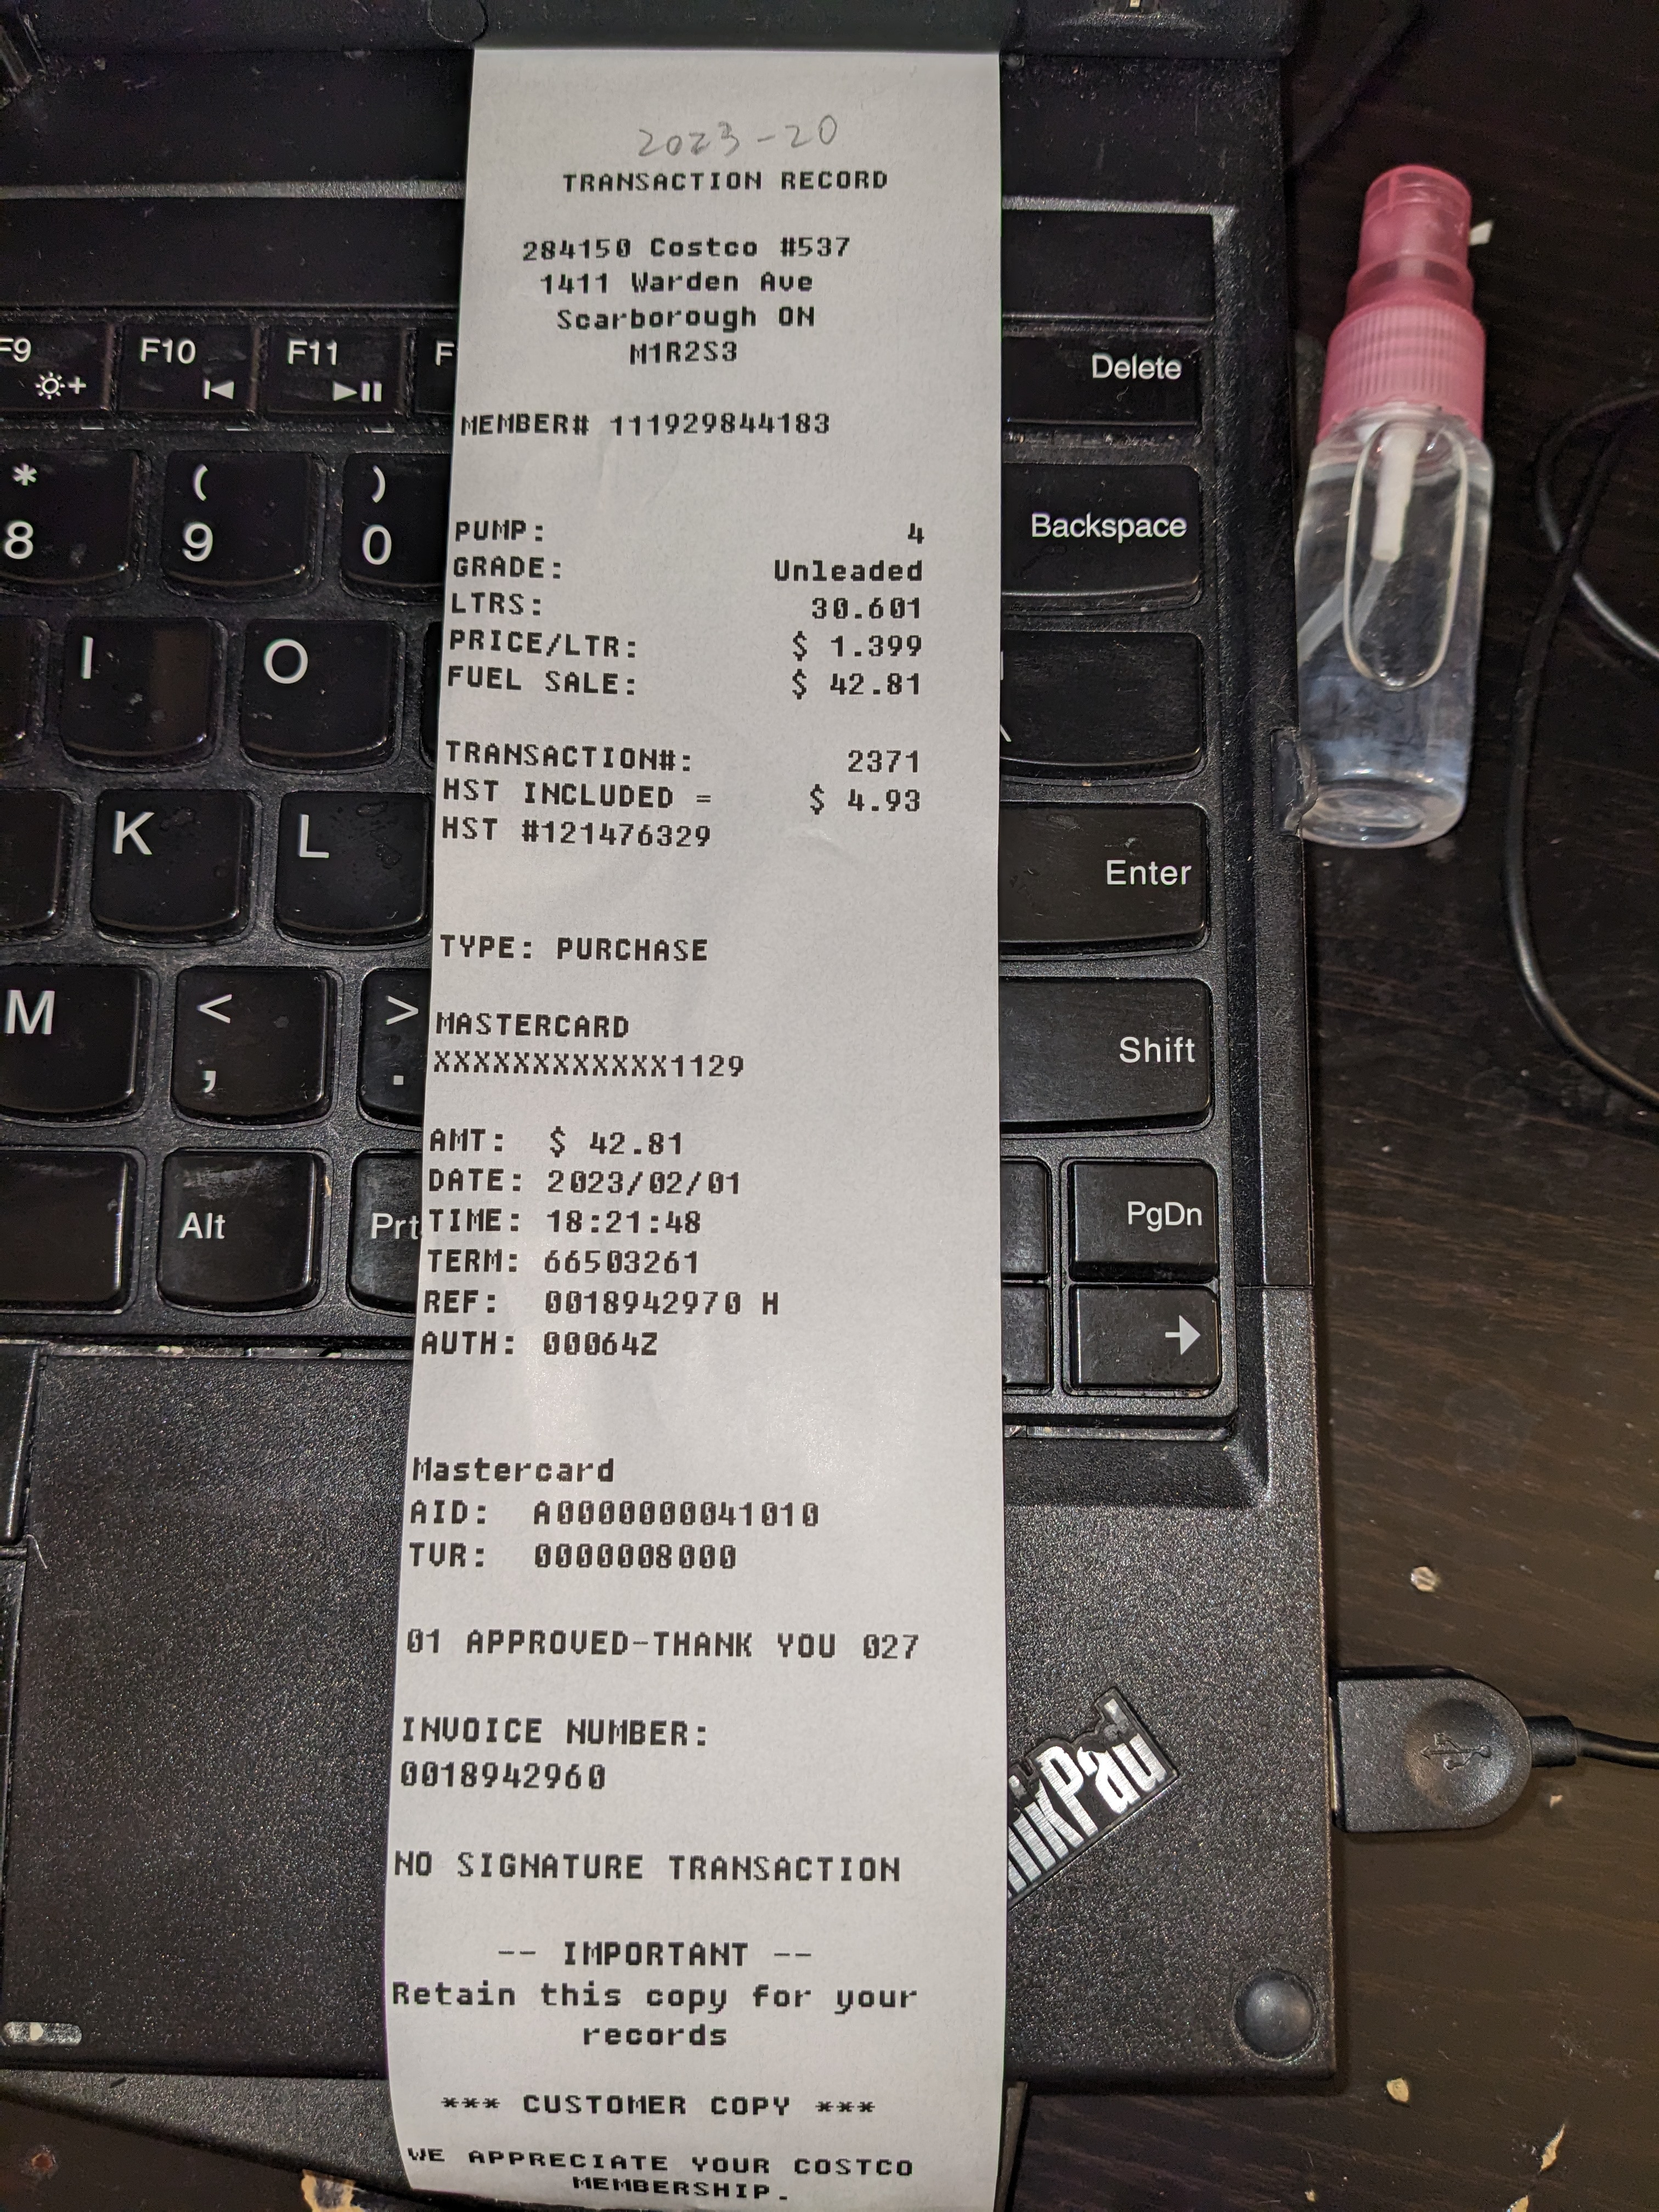 2023-20
TRANSACTION RECORD
284150 Costco #537
1411 Warden Ave
Scarborough ON
M1R2S3
MEMBER# 111929844183
PUMP: 4
GRADE: Unleaded
LTRS: 30.601
PRICE/LTR: $ 1.399
FUEL SALE: $ 42.81
TRANSACTION#: 2371
HST INCLUDED = $ 4.93
HST #121476329
TYPE: PURCHASE
MASTERCARD
XXXXXXXXXXXX1129
AMT: $ 42.81
DATE: 2023/02/01
TIME: 18:21:48
TERM: 66503261
REF: 0018942970 H
AUTH: 00064Z
Mastercard
AID: A0000000041010
TVR: 0000008000
01 APPROVED-THANK YOU 027
INVOICE NUMBER:
0018942960
NO SIGNATURE TRANSACTION
-- IMPORTANT --
Retain this copy for your
records
*** CUSTOMER COPY ***
WE APPRECIATE YOUR COSTCO
MEMBERSHIP.
F9
F10
F11
Delete
* 8
( 9
) 0
Backspace
I
O
K
L
Enter
M
< ,
> .
Shift
Alt
PgDn